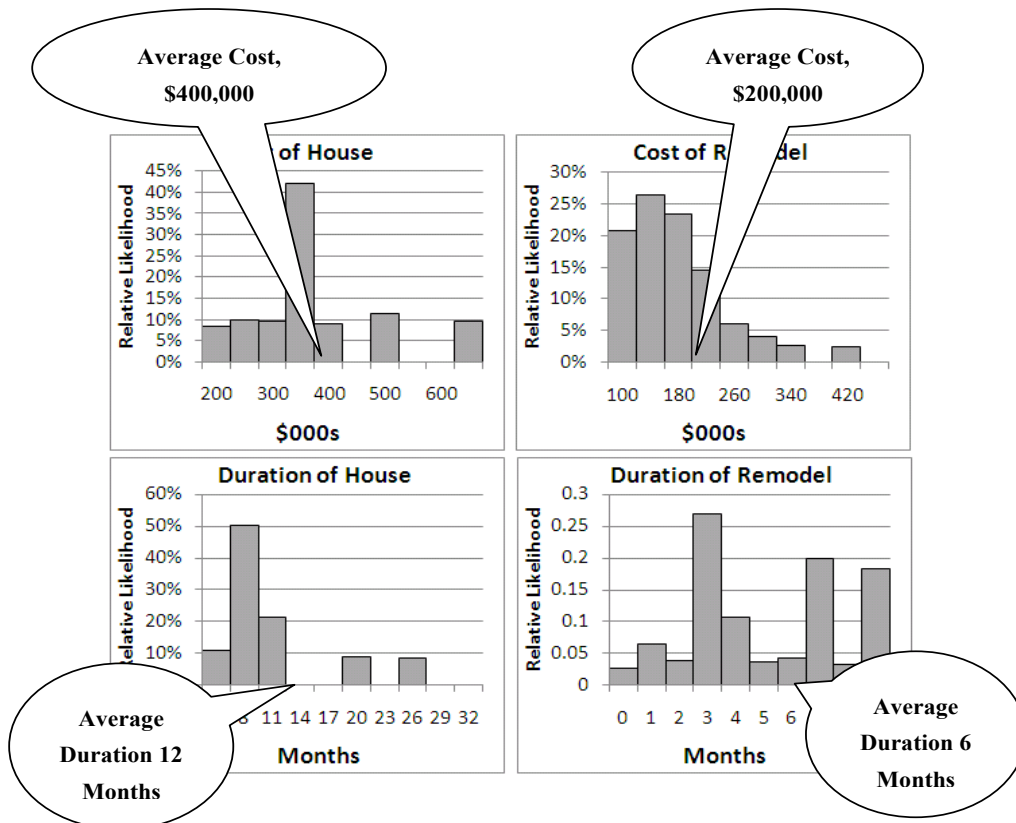 Average Cost,
$400,000
Average Cost,
$200,000
of House
Relative Likelihood
45%
40%
35%
30%
25%
20%
15%
10%
5%
0%
200 300 400 500 600
$000s
Cost of R del
Relative Likelihood
30%
25%
20%
15%
10%
5%
0%
100 180 260 340 420
$000s
Duration of House
Relative Likelihood
60%
50%
40%
30%
20%
10%
11 14 17 20 23 26 29 32
Months
Average
Duration 12
Months
Duration of Remodel
Relative Likelihood
0.3
0.25
0.2
0.15
0.1
0.05
0
0 1 2 3 4 5 6
Months
Average
Duration 6
Months